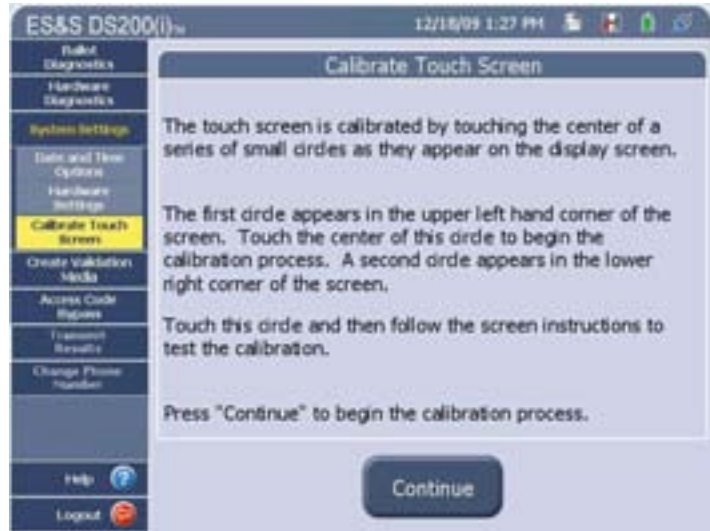 ES&S DS200(i)™
12/18/09 1:27 PM
Ballot
Diagnostics
Hardware
Diagnostics
System Settings
Date and Time
Options
Hardware
Settings
Calibrate Touch
Screen
Create Validation
Media
Access Code
Bypass
Transmit
Results
Change Phone
Number
Help
Logout
Calibrate Touch Screen
The touch screen is calibrated by touching the center of a
series of small circles as they appear on the display screen.
The first circle appears in the upper left hand corner of the
screen. Touch the center of this circle to begin the
calibration process. A second circle appears in the lower
right corner of the screen.
Touch this circle and then follow the screen instructions to
test the calibration.
Press "Continue" to begin the calibration process.
Continue